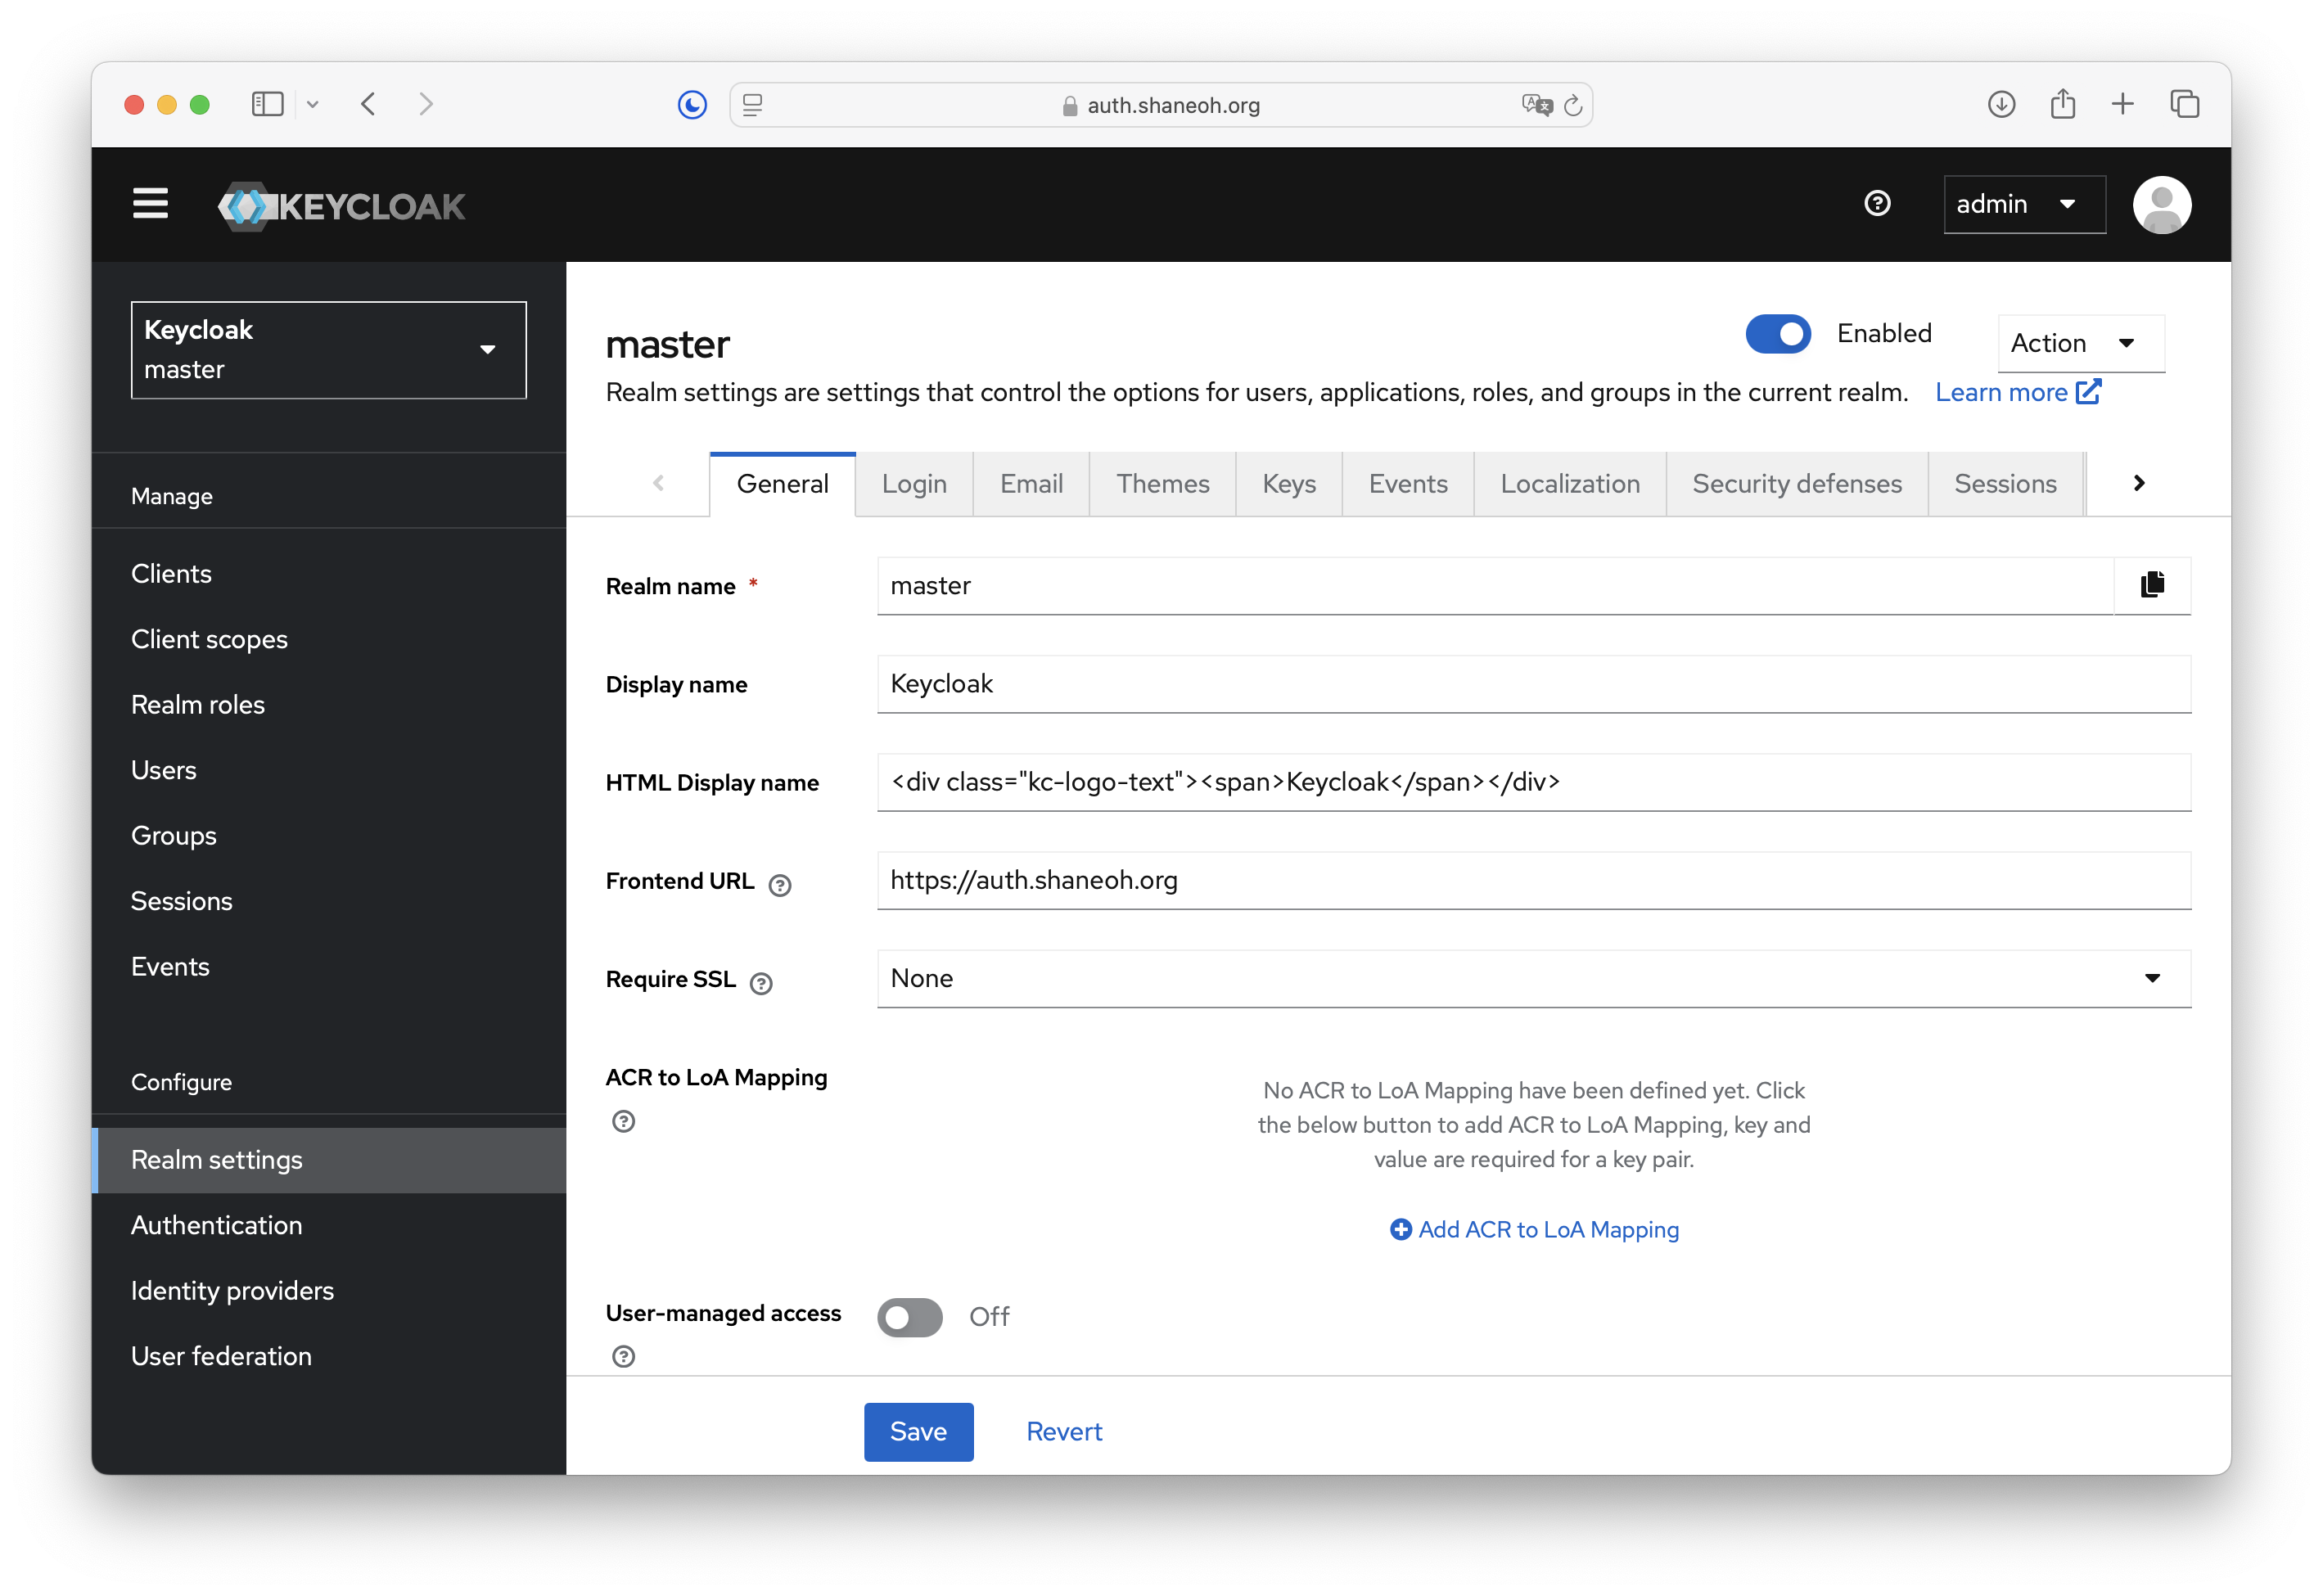 auth.shaneoh.org
KEYCLOAK
admin
Keycloak
master
Manage
Clients
Client scopes
Realm roles
Users
Groups
Sessions
Events
Configure
Realm settings
Authentication
Identity providers
User federation
master
Enabled
Action
Realm settings are settings that control the options for users, applications, roles, and groups in the current realm. Learn more
General Login Email Themes Keys Events Localization Security defenses Sessions
Realm name *
master
Display name
Keycloak
HTML Display name
<div class="kc-logo-text"><span>Keycloak</span></div>
Frontend URL
https://auth.shaneoh.org
Require SSL
None
ACR to LoA Mapping
No ACR to LoA Mapping have been defined yet. Click
the below button to add ACR to LoA Mapping, key and
value are required for a key pair.
Add ACR to LoA Mapping
User-managed access
Off
Save
Revert